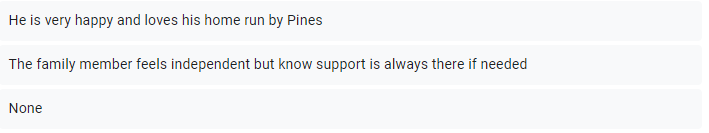 He is very happy and loves his home run by Pines
The family member feels independent but know support is always there if needed
None